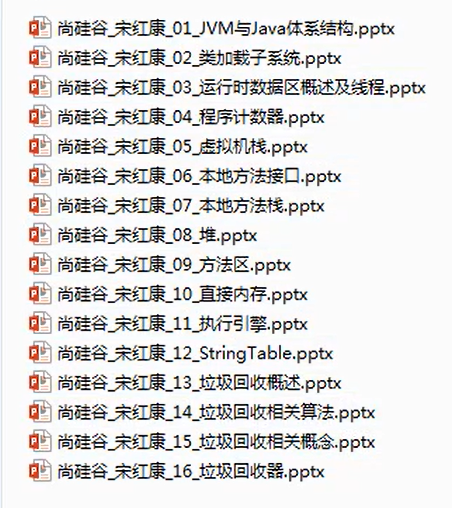 尚硅谷_宋红康_01_JVM与Java体系结构.pptx
尚硅谷_宋红康_02_类加载子系统.pptx
尚硅谷_宋红康_03_运行时数据区概述及线程.pptx
尚硅谷_宋红康_04_程序计数器.pptx
尚硅谷_宋红康_05_虚拟机栈.pptx
尚硅谷_宋红康_06_本地方法接口.pptx
尚硅谷_宋红康_07_本地方法栈.pptx
尚硅谷_宋红康_08_堆.pptx
尚硅谷_宋红康_09_方法区.pptx
尚硅谷_宋红康_10_直接内存.pptx
尚硅谷_宋红康_11_执行引擎.pptx
尚硅谷_宋红康_12_StringTable.pptx
尚硅谷_宋红康_13_垃圾回收概述.pptx
尚硅谷_宋红康_14_垃圾回收相关算法.pptx
尚硅谷_宋红康_15_垃圾回收相关概念.pptx
尚硅谷_宋红康_16_垃圾回收器.pptx